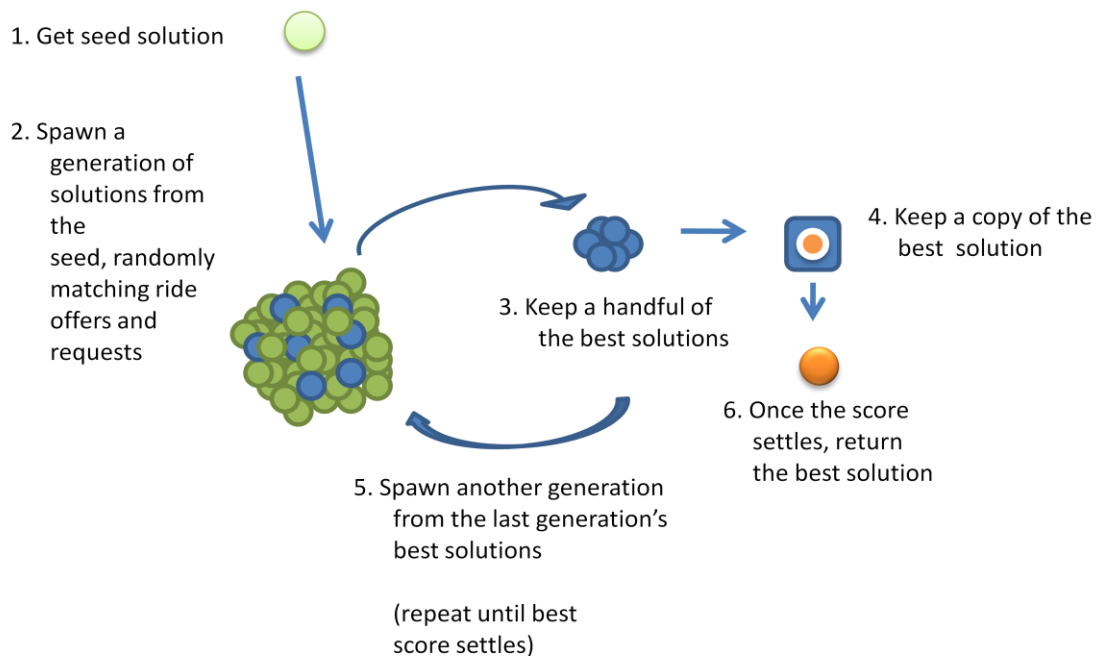 1. Get seed solution
2. Spawn a
generation of
solutions from
the
seed, randomly
matching ride
offers and
requests
3. Keep a handful of
the best solutions
4. Keep a copy of the
best  solution
5. Spawn another generation
from the last generation’s
best solutions
(repeat until best
score settles)
6. Once the score
settles, return
the best solution